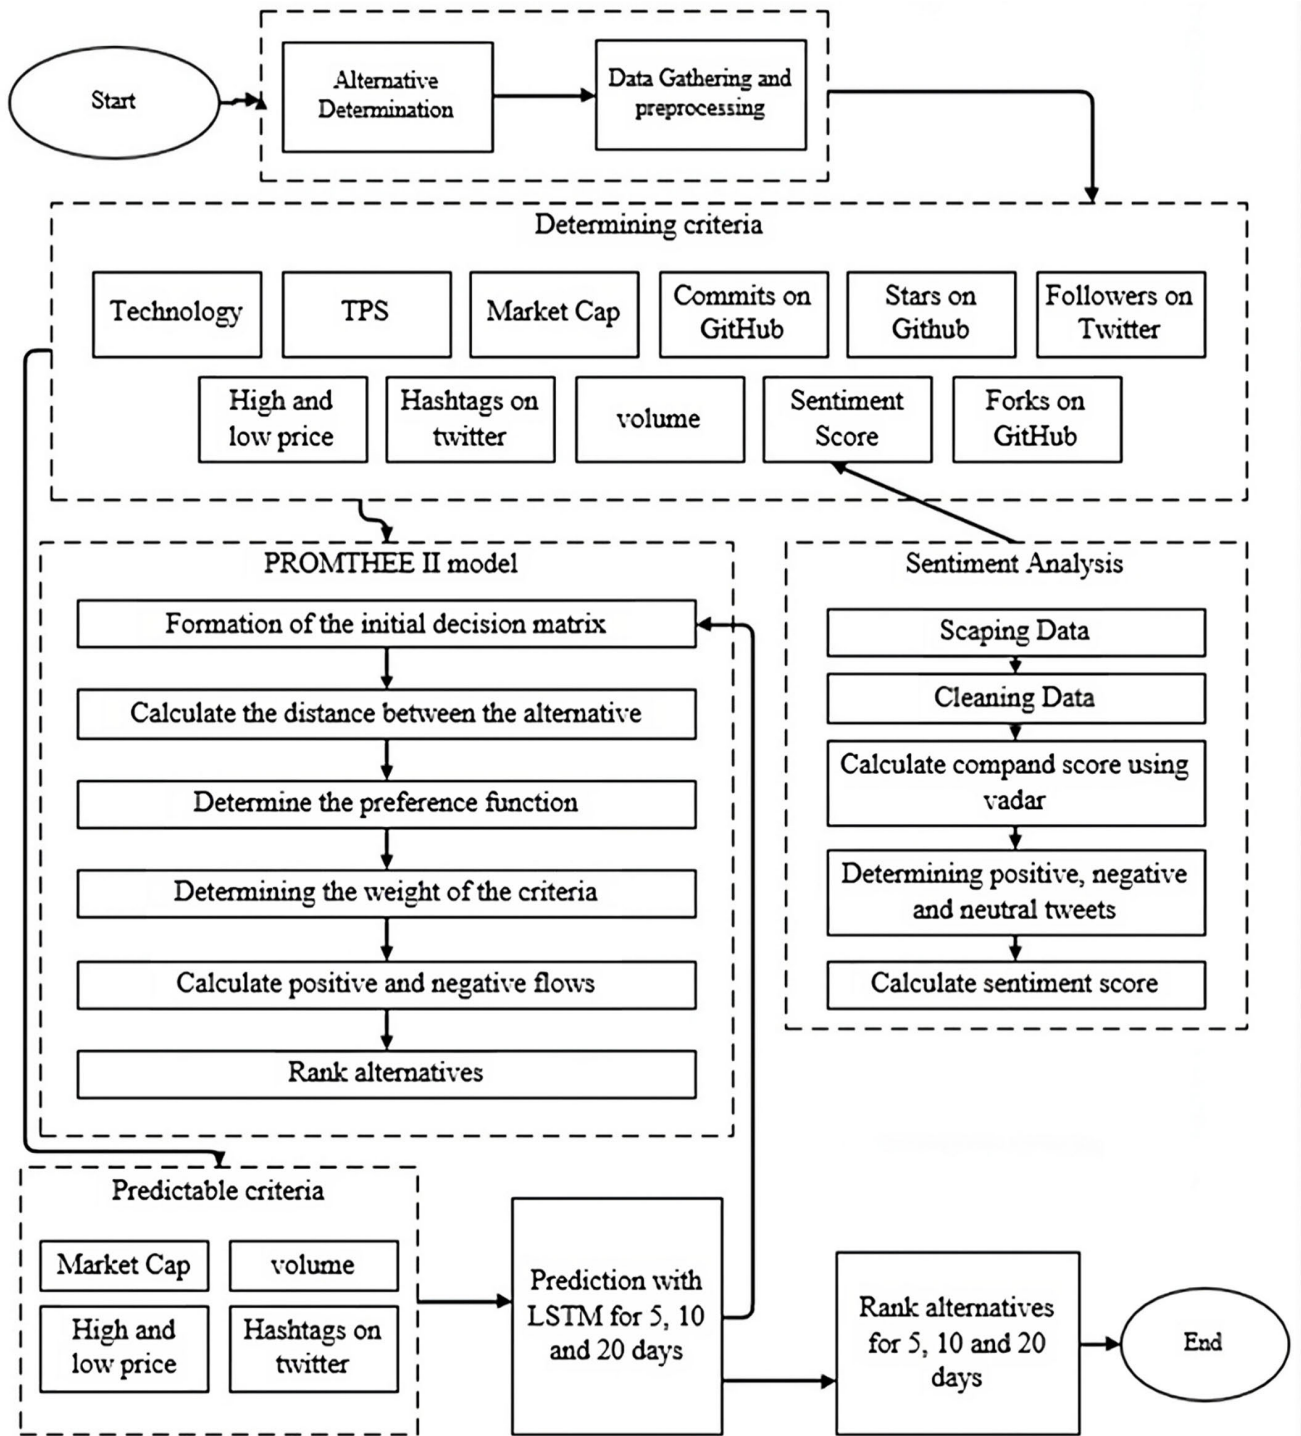 Start
Alternative
Determination
Data Gathering and
preprocessing
Determining criteria
Technology
TPS
Market Cap
Commits on
GitHub
Stars on
Github
Followers on
Twitter
High and
low price
Hashtags on
twitter
volume
Sentiment
Score
Forks on
GitHub
PROMTHEE II model
Formation of the initial decision matrix
Calculate the distance between the alternative
Determine the preference function
Determining the weight of the criteria
Calculate positive and negative flows
Rank alternatives
Sentiment Analysis
Scaping Data
Cleaning Data
Calculate compand score using
vadar
Determining positive, negative
and neutral tweets
Calculate sentiment score
Predictable criteria
Market Cap
volume
High and
low price
Hashtags on
twitter
Prediction with
LSTM for 5, 10
and 20 days
Rank alternatives
for 5, 10 and 20
days
End